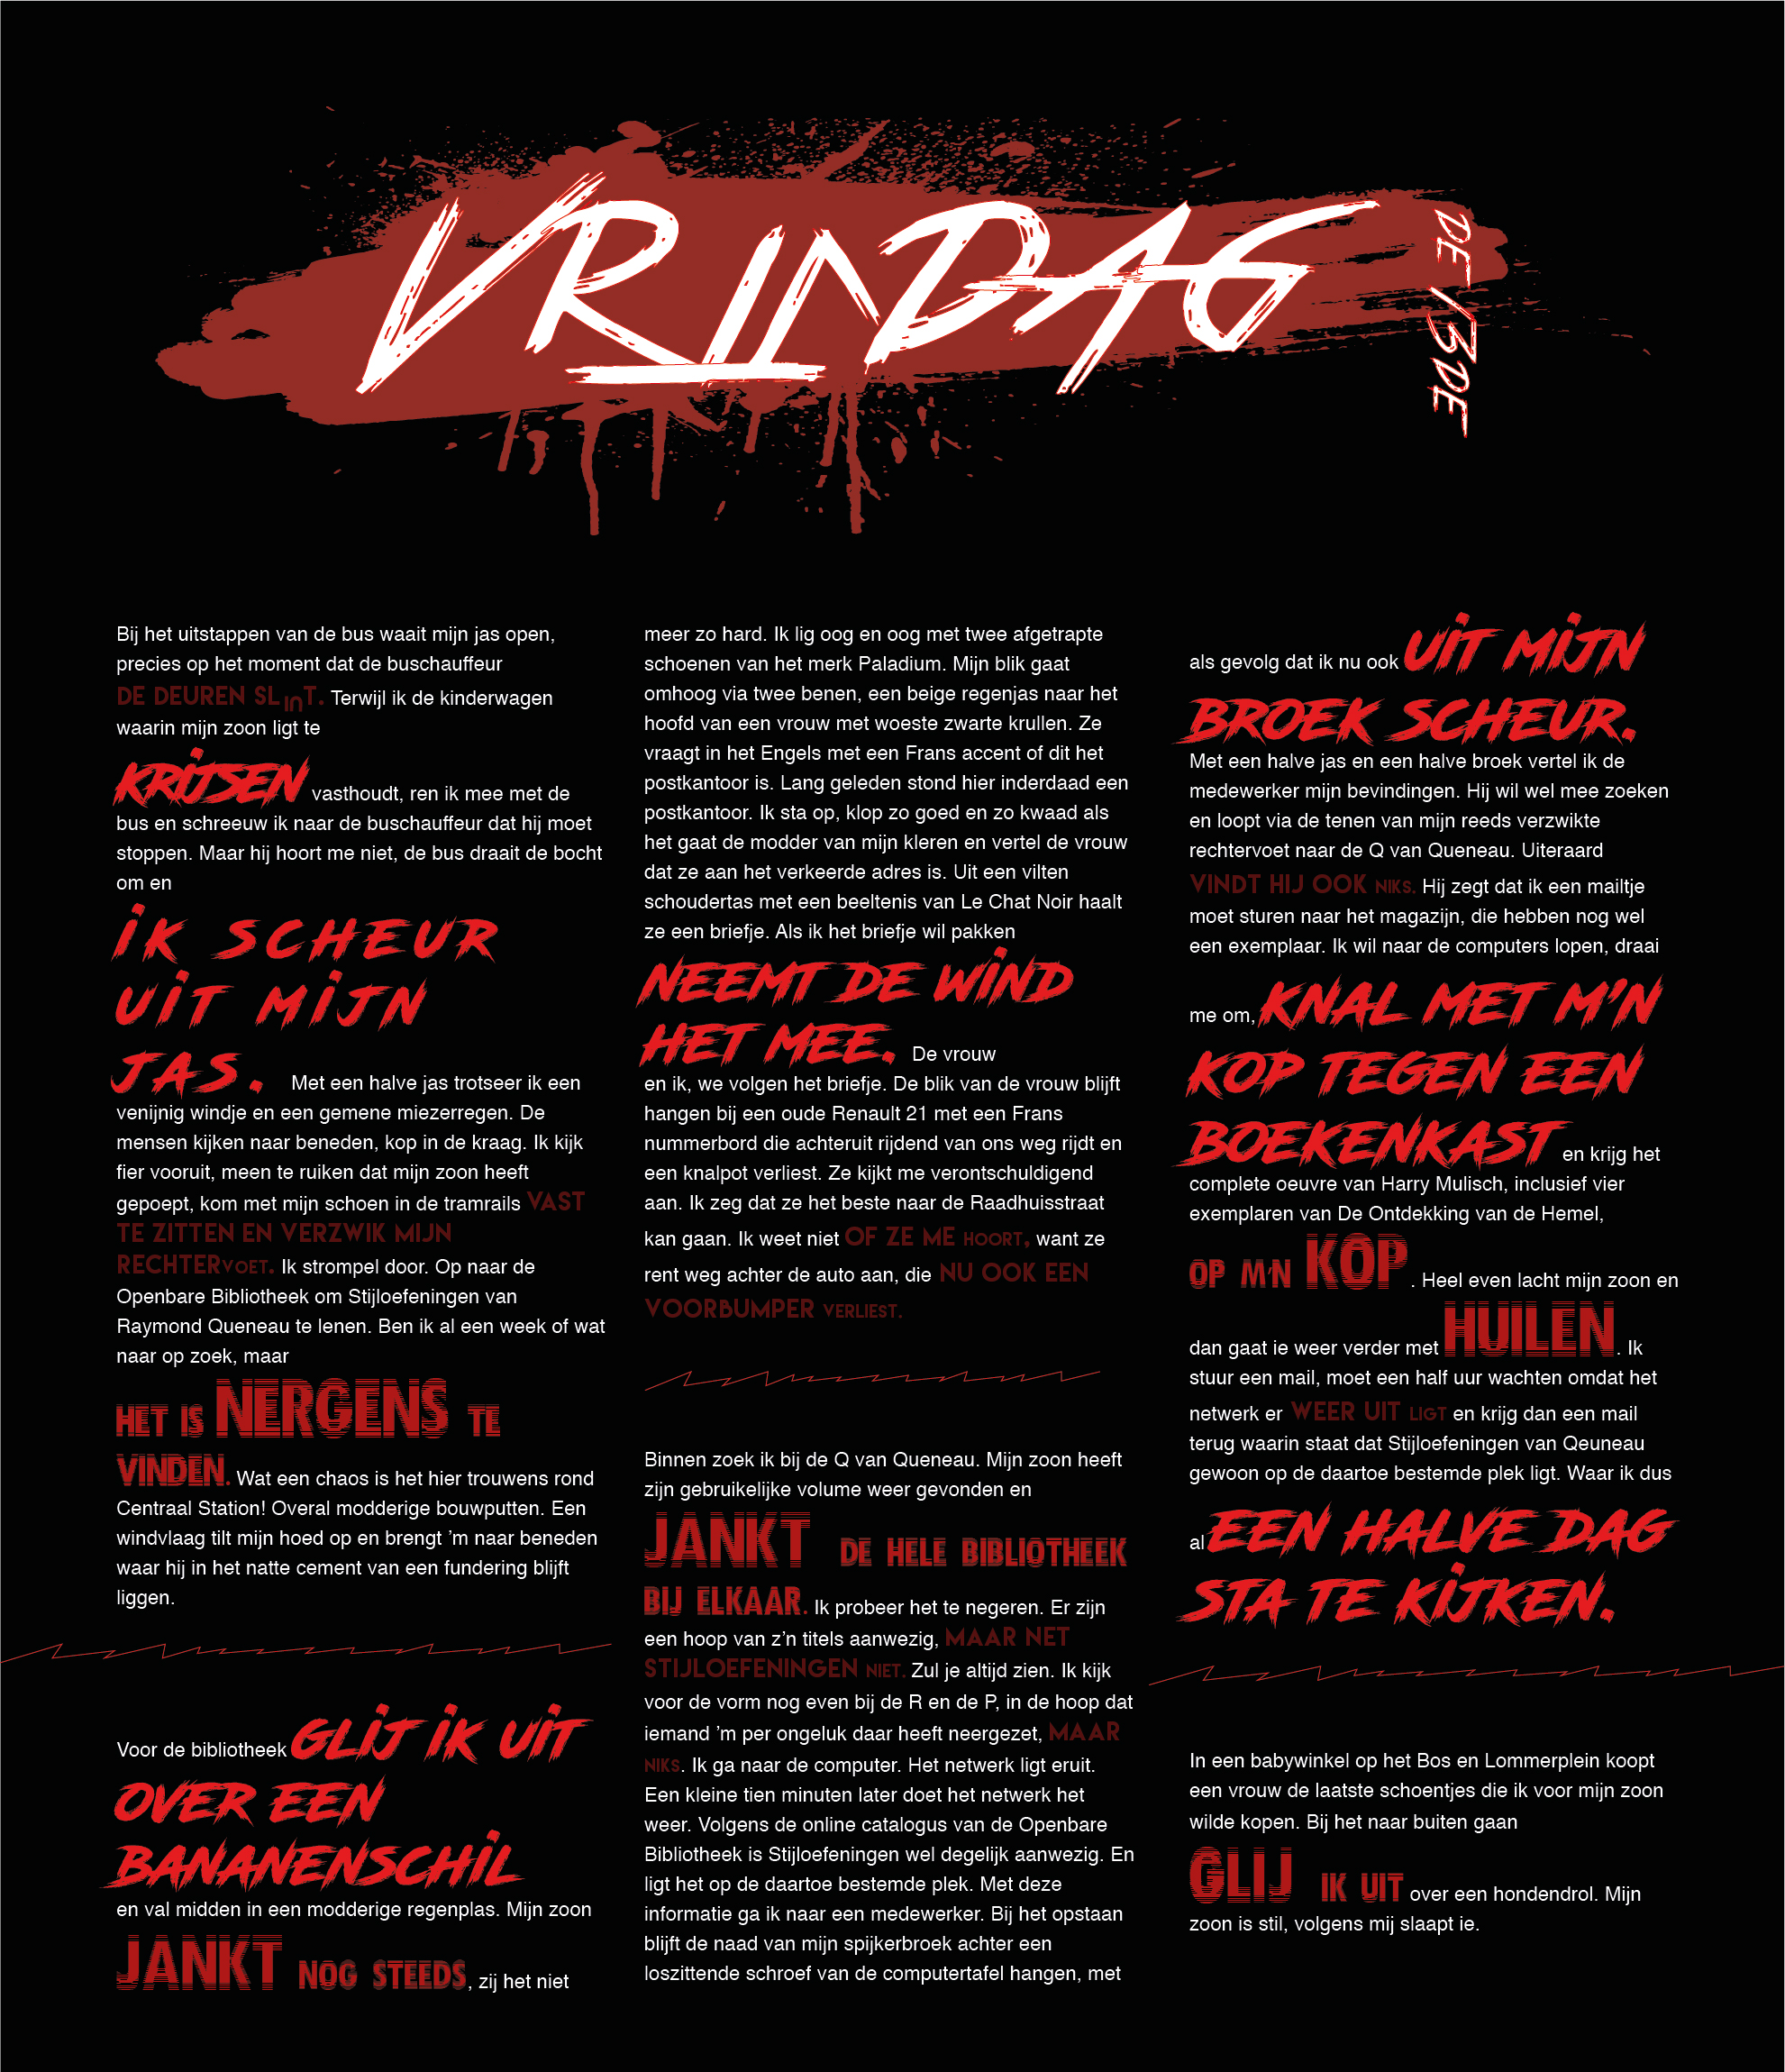 VRIJDAG
DE 13DE
Bij het uitstappen van de bus waait mijn jas open,
precies op het moment dat de buschauffeur
DE DEUREN SLUIT. Terwijl ik de kinderwagen
waarin mijn zoon ligt te
KRIJSEN vasthoudt, ren ik mee met de
bus en schreeuw ik naar de buschauffeur dat hij moet
stoppen. Maar hij hoort me niet, de bus draait de bocht
om en
IK SCHEUR
UIT MIJN
JAS. Met een halve jas trotseer ik een
venijnig windje en een gemene miezerregen. De
mensen kijken naar beneden, kop in de kraag. Ik kijk
fier vooruit, meen te ruiken dat mijn zoon heeft
gepoept, kom met mijn schoen in de tramrails VAST
TE ZITTEN EN VERZWIK MIJN
RECHTERVOET. Ik strompel door. Op naar de
Openbare Bibliotheek om Stijloefeningen van
Raymond Queneau te lenen. Ben ik al een week of wat
naar op zoek, maar
HET IS NERGENS TE
VINDEN. Wat een chaos is het hier trouwens rond
Centraal Station! Overal modderige bouwputten. Een
windvlaag tilt mijn hoed op en brengt ’m naar beneden
waar hij in het natte cement van een fundering blijft
liggen.
Voor de bibliotheek GLIJ IK UIT
OVER EEN
BANANENSCHIL
en val midden in een modderige regenplas. Mijn zoon
JANKT NOG STEEDS, zij het niet
meer zo hard. Ik lig oog en oog met twee afgetrapte
schoenen van het merk Paladium. Mijn blik gaat
omhoog via twee benen, een beige regenjas naar het
hoofd van een vrouw met woeste zwarte krullen. Ze
vraagt in het Engels met een Frans accent of dit het
postkantoor is. Lang geleden stond hier inderdaad een
postkantoor. Ik sta op, klop zo goed en zo kwaad als
het gaat de modder van mijn kleren en vertel de vrouw
dat ze aan het verkeerde adres is. Uit een vilten
schoudertas met een beeltenis van Le Chat Noir haalt
ze een briefje. Als ik het briefje wil pakken
NEEMT DE WIND
HET MEE. De vrouw
en ik, we volgen het briefje. De blik van de vrouw blijft
hangen bij een oude Renault 21 met een Frans
nummerbord die achteruit rijdend van ons weg rijdt en
een knalpot verliest. Ze kijkt me verontschuldigend
aan. Ik zeg dat ze het beste naar de Raadhuisstraat
kan gaan. Ik weet niet OF ZE ME HOORT, want ze
rent weg achter de auto aan, die NU OOK EEN
VOORBUMPER VERLIEST.
Binnen zoek ik bij de Q van Queneau. Mijn zoon heeft
zijn gebruikelijke volume weer gevonden en
JANKT DE HELE BIBLIOTHEEK
BIJ ELKAAR. Ik probeer het te negeren. Er zijn
een hoop van z’n titels aanwezig, MAAR NET
STIJLOEFENINGEN NIET. Zul je altijd zien. Ik kijk
voor de vorm nog even bij de R en de P, in de hoop dat
iemand ’m per ongeluk daar heeft neergezet, MAAR
NIKS. Ik ga naar de computer. Het netwerk ligt eruit.
Een kleine tien minuten later doet het netwerk het
weer. Volgens de online catalogus van de Openbare
Bibliotheek is Stijloefeningen wel degelijk aanwezig. En
ligt het op de daartoe bestemde plek. Met deze
informatie ga ik naar een medewerker. Bij het opstaan
blijft de naad van mijn spijkerbroek achter een
loszittende schroef van de computertafel hangen, met
als gevolg dat ik nu ook UIT MIJN
BROEK SCHEUR.
Met een halve jas en een halve broek vertel ik de
medewerker mijn bevindingen. Hij wil wel mee zoeken
en loopt via de tenen van mijn reeds verzwikte
rechtervoet naar de Q van Queneau. Uiteraard
VINDT HIJ OOK NIKS. Hij zegt dat ik een mailtje
moet sturen naar het magazijn, die hebben nog wel
een exemplaar. Ik wil naar de computers lopen, draai
me om, KNAL MET M’N
KOP TEGEN EEN
BOEKENKAST en krijg het
complete oeuvre van Harry Mulisch, inclusief vier
exemplaren van De Ontdekking van de Hemel,
OP M’N KOP. Heel even lacht mijn zoon en
dan gaat ie weer verder met HUILEN. Ik
stuur een mail, moet een half uur wachten omdat het
netwerk er WEER UIT LIGT en krijg dan een mail
terug waarin staat dat Stijloefeningen van Qeuneau
gewoon op de daartoe bestemde plek ligt. Waar ik dus
al EEN HALVE DAG
STA TE KIJKEN.
In een babywinkel op het Bos en Lommerplein koopt
een vrouw de laatste schoentjes die ik voor mijn zoon
wilde kopen. Bij het naar buiten gaan
GLIJ IK UIT over een hondendrol. Mijn
zoon is stil, volgens mij slaapt ie.